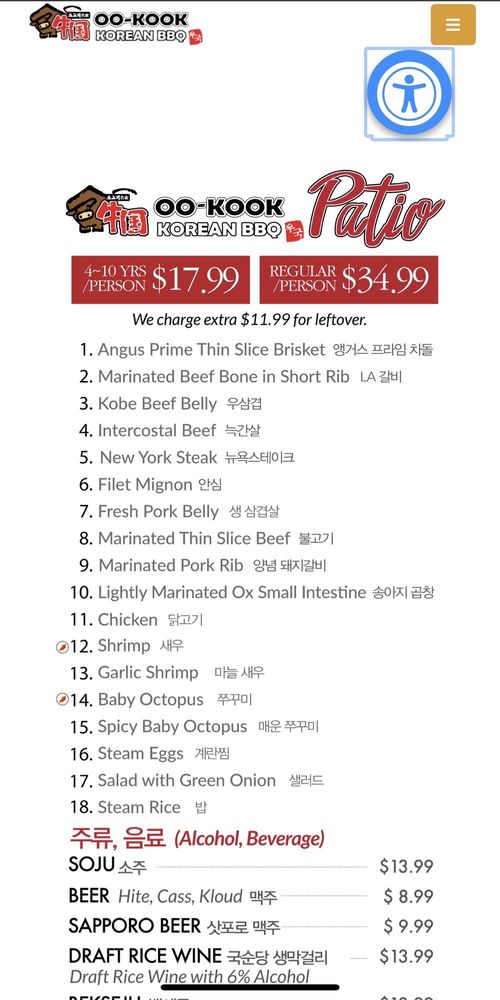 우국
OO-KOOK
KOREAN BBQ
牛国
OO-KOOK
KOREAN BBQ 우국
Patio
4~10 YRS /PERSON $17.99
REGULAR /PERSON $34.99
We charge extra $11.99 for leftover.
1. Angus Prime Thin Slice Brisket 앵거스 프라임 차돌
2. Marinated Beef Bone in Short Rib LA 갈비
3. Kobe Beef Belly 우삼겹
4. Intercostal Beef 늑간살
5. New York Steak 뉴욕스테이크
6. Filet Mignon 안심
7. Fresh Pork Belly 생 삼겹살
8. Marinated Thin Slice Beef 불고기
9. Marinated Pork Rib 양념 돼지갈비
10. Lightly Marinated Ox Small Intestine 송아지 곱창
11. Chicken 닭고기
12. Shrimp 새우
13. Garlic Shrimp 마늘 새우
14. Baby Octopus 쭈꾸미
15. Spicy Baby Octopus 매운 쭈꾸미
16. Steam Eggs 계란찜
17. Salad with Green Onion 샐러드
18. Steam Rice 밥
주류, 음료 (Alcohol, Beverage)
SOJU 소주 $13.99
BEER Hite, Cass, Kloud 맥주 $ 8.99
SAPPORO BEER 삿포로 맥주 $ 9.99
DRAFT RICE WINE 국순당 생막걸리 $13.99
Draft Rice Wine with 6% Alcohol